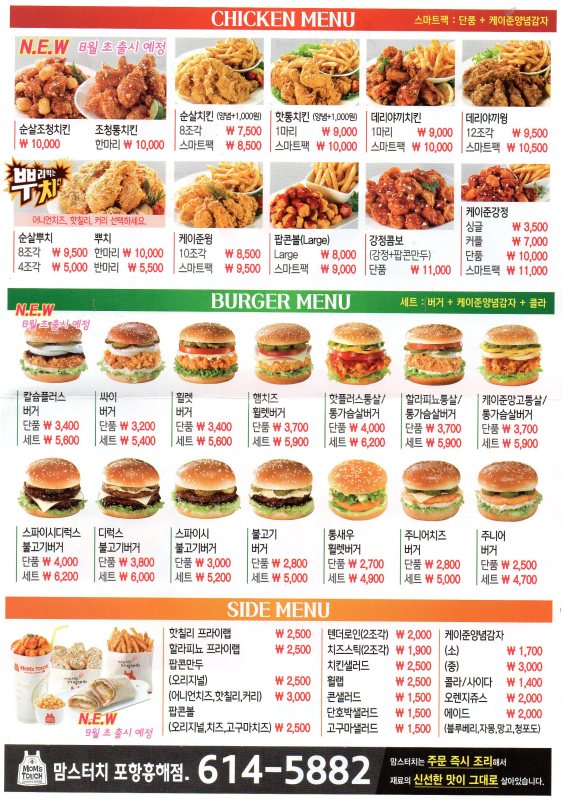 CHICKEN MENU
스마트팩 : 단품 + 케이준양념감자
N.E.W 8월 초 출시 예정
순살조청치킨
₩ 10,000
조청통치킨
한마리 ₩ 10,000
순살치킨 (양념+1,000원)
8조각 ₩ 7,500
스마트팩 ₩ 8,500
핫통치킨 (양념+1,000원)
1마리 ₩ 9,000
스마트팩 ₩ 10,000
데리야끼치킨
1마리 ₩ 9,000
스마트팩 ₩ 10,000
데리야끼윙
12조각 ₩ 9,500
스마트팩 ₩ 10,500
뿌려먹는 치킨
어니언치즈, 핫칠리, 커리 선택하세요.
순살뿌치
8조각 ₩ 9,500
4조각 ₩ 5,000
뿌치
한마리 ₩ 10,000
반마리 ₩ 5,500
케이준윙
10조각 ₩ 8,500
스마트팩 ₩ 9,500
팝콘볼(Large)
Large ₩ 8,000
스마트팩 ₩ 9,000
강정콤보
(강정+팝콘만두)
단품 ₩ 11,000
케이준강정
싱글 ₩ 3,500
커플 ₩ 7,000
단품 ₩ 10,000
스마트팩 ₩ 11,000
BURGER MENU
세트 : 버거 + 케이준양념감자 + 콜라
N.E.W
8월 초 출시 예정
칼슘플러스
버거
단품 ₩ 3,400
세트 ₩ 5,600
싸이
버거
단품 ₩ 3,200
세트 ₩ 5,400
휠렛
버거
단품 ₩ 3,400
세트 ₩ 5,600
핸치즈
휠렛버거
단품 ₩ 3,700
세트 ₩ 5,900
핫플러스통살/
통가슴살버거
단품 ₩ 4,000
세트 ₩ 6,200
할라피뇨통살/
통가슴살버거
단품 ₩ 3,700
세트 ₩ 5,900
케이준망고통살/
통가슴살버거
단품 ₩ 3,700
세트 ₩ 5,900
스파이시디럭스
불고기버거
단품 ₩ 4,000
세트 ₩ 6,200
디럭스
불고기버거
단품 ₩ 3,800
세트 ₩ 6,000
스파이시
불고기버거
단품 ₩ 3,000
세트 ₩ 5,200
불고기
버거
단품 ₩ 2,800
세트 ₩ 5,000
통새우
휠렛버거
단품 ₩ 2,700
세트 ₩ 4,900
주니어치즈
버거
단품 ₩ 2,800
세트 ₩ 5,000
주니어
버거
단품 ₩ 2,500
세트 ₩ 4,700
SIDE MENU
MOM'S TOUCH
N.E.W
9월 초 출시 예정
핫칠리 프라이랩 ₩ 2,500
할라피뇨 프라이랩 ₩ 2,500
팝콘만두
(오리지널) ₩ 2,500
(어니언치즈,핫칠리,커리) ₩ 3,000
팝콘볼
(오리지널,치즈,고구마치즈) ₩ 2,500
텐더로인(2조각) ₩ 2,000
치즈스틱(2조각) ₩ 1,900
치킨샐러드 ₩ 2,500
휠랩 ₩ 2,500
콘샐러드 ₩ 1,500
단호박샐러드 ₩ 1,500
고구마샐러드 ₩ 1,500
케이준양념감자
(소) ₩ 1,700
(중) ₩ 3,000
콜라/사이다 ₩ 1,400
오렌지쥬스 ₩ 2,000
에이드 ₩ 2,000
(블루베리,자몽,망고,청포도)
MOM'S
TOUCH
맘스터치 포항흥해점. 614-5882
맘스터치는 주문 즉시 조리해서
재료의 신선한 맛이 그대로 살아있습니다.